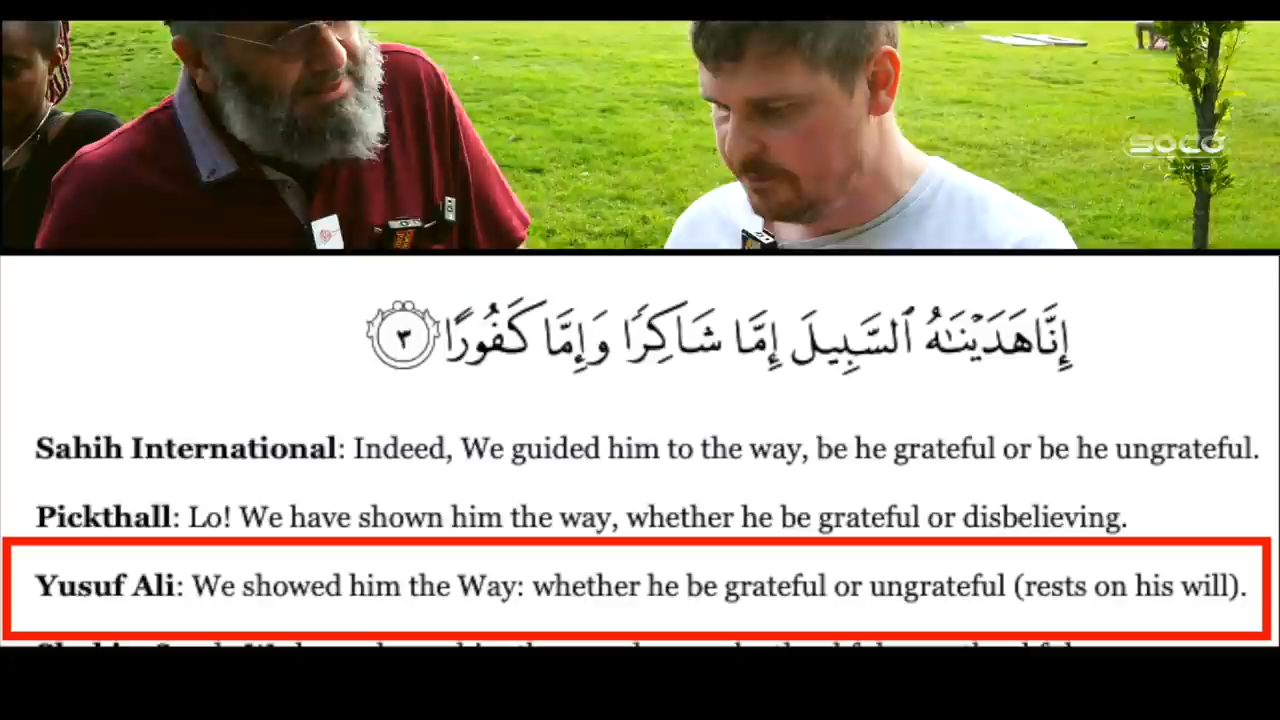 SOCO
FILMS
إِنَّا هَدَيْنَـٰهُ ٱلسَّبِيلَ إِمَّا شَاكِرًا وَإِمَّا كَفُورًا ٣
Sahih International: Indeed, We guided him to the way, be he grateful or be he ungrateful.
Pickthall: Lo! We have shown him the way, whether he be grateful or disbelieving.
Yusuf Ali: We showed him the Way: whether he be grateful or ungrateful (rests on his will).